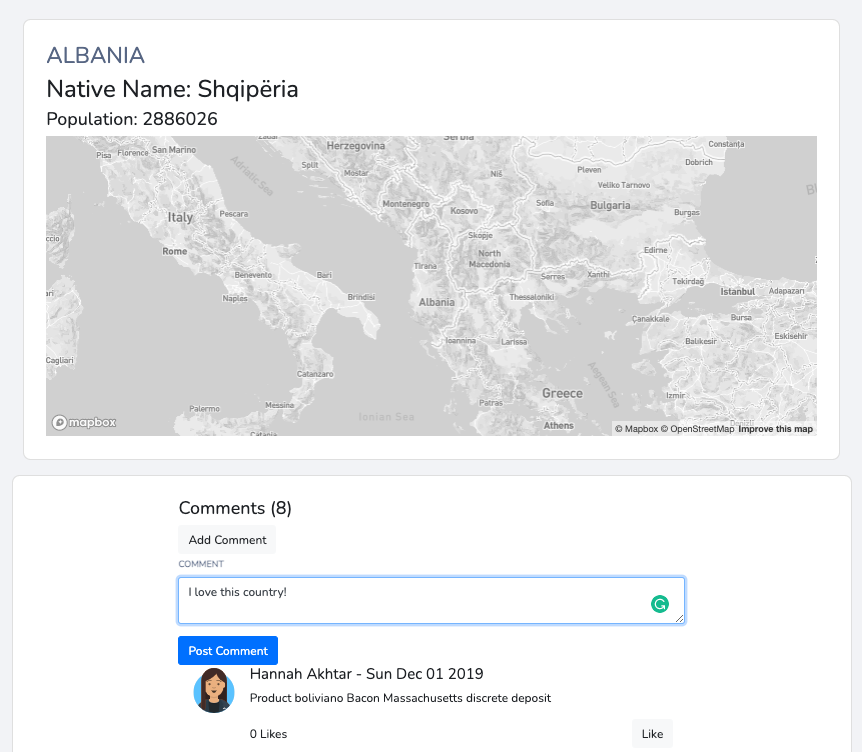 ALBANIA
Native Name: Shqipëria
Population: 2886026
Serbia
Herzegovina
Constanța
Pisa
Florence
San Marino
Dobrich
Adriatic Sea
Split
Mostar
Niš
Pleven
Veliko Tarnovo
Montenegro
Kosovo
Sofia
Bulgaria
Burgas
Italy
Pescara
Skopje
Rome
North
Macedonia
Edirne
Tirana
Benevento
Bari
Serres
Xanthi
Tekirdağ
Istanbul
Adapazarı
Naples
Brindisi
Albania
Thessaloniki
Çanakkale
Bursa
Ioannina
Larissa
Balıkesir
Eskişehir
Cagliari
Catanzaro
Aegean Sea
Greece
İzmir
Palermo
Messina
Patras
Ionian Sea
mapbox
Athens
Catania
© Mapbox © OpenStreetMap Improve this map
Comments (8)
Add Comment
COMMENT
I love this country!
Post Comment
Hannah Akhtar - Sun Dec 01 2019
Product boliviano Bacon Massachusetts discrete deposit
0 Likes
Like